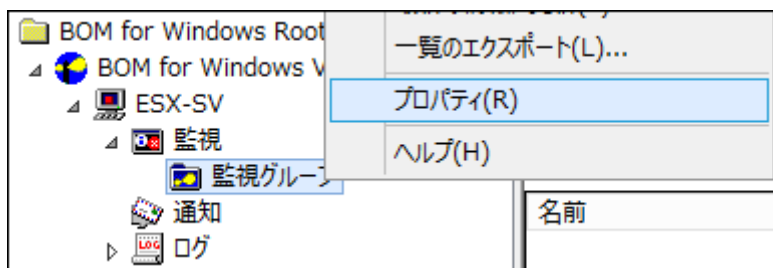 BOM for Windows Root
BOM for Windows V
ESX-SV
監視
監視グループ
通知
ログ
一覧のエクスポート(L)...
プロパティ(R)
ヘルプ(H)
名前